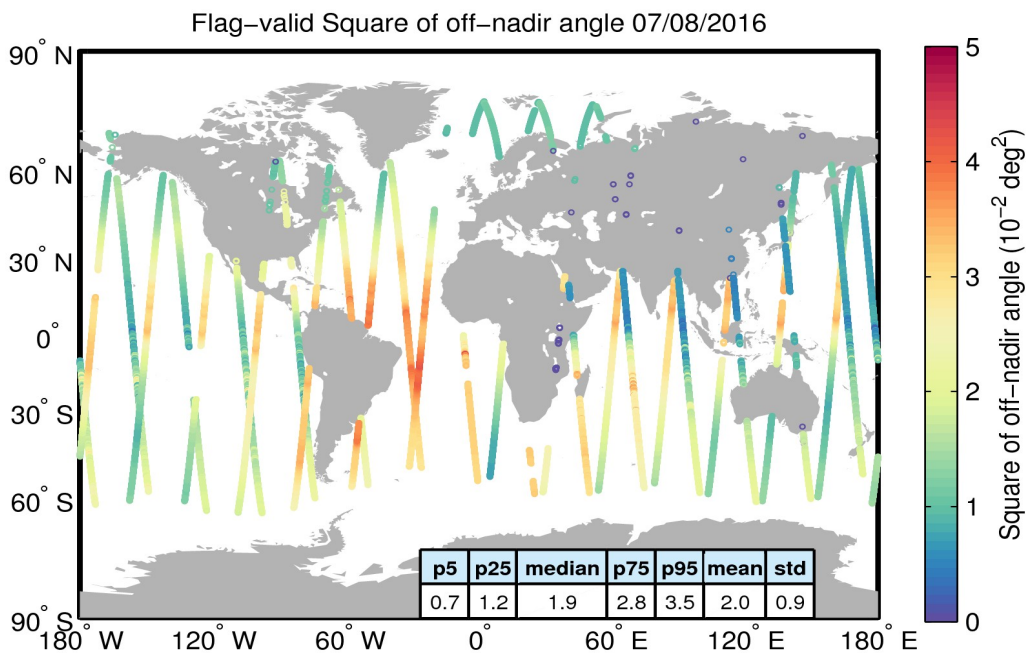 Flag-valid Square of off-nadir angle 07/08/2016
90° N
60° N
30° N
0°
30° S
60° S
90° S
180° W
120° W
60° W
0°
60° E
120° E
180° E
p5 p25 median p75 p95 mean std
0.7 1.2 1.9 2.8 3.5 2.0 0.9
5
4
3
2
1
0
Square of off-nadir angle (10⁻² deg²)